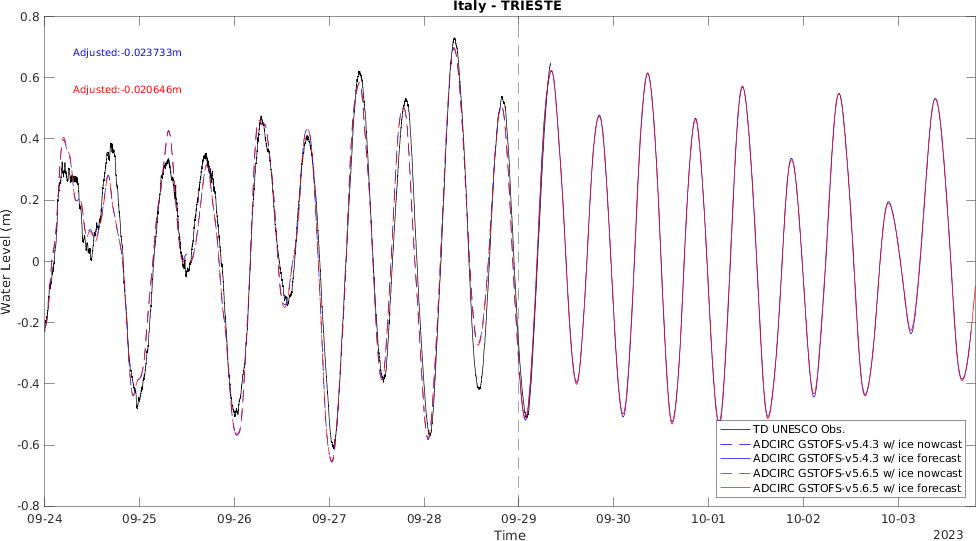 Italy - TRIESTE
Adjusted:-0.023733m
Adjusted:-0.020646m
Water Level (m)
0.8
0.6
0.4
0.2
0
-0.2
-0.4
-0.6
-0.8
TD UNESCO Obs.
ADCIRC GSTOFS-v5.4.3 w/ ice nowcast
ADCIRC GSTOFS-v5.4.3 w/ ice forecast
ADCIRC GSTOFS-v5.6.5 w/ ice nowcast
ADCIRC GSTOFS-v5.6.5 w/ ice forecast
09-24 09-25 09-26 09-27 09-28 09-29 09-30 10-01 10-02 10-03
Time
2023